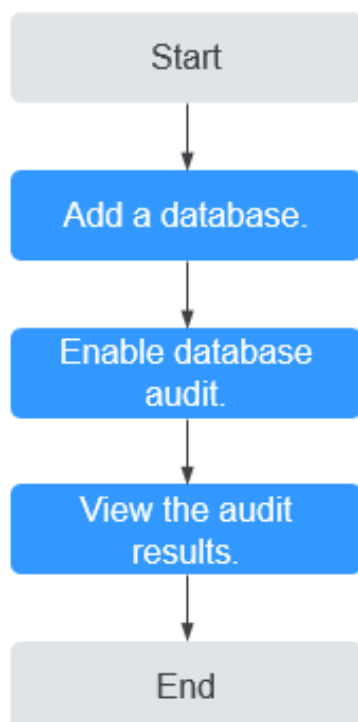 Start
Add a database.
Enable database
audit.
View the audit
results.
End